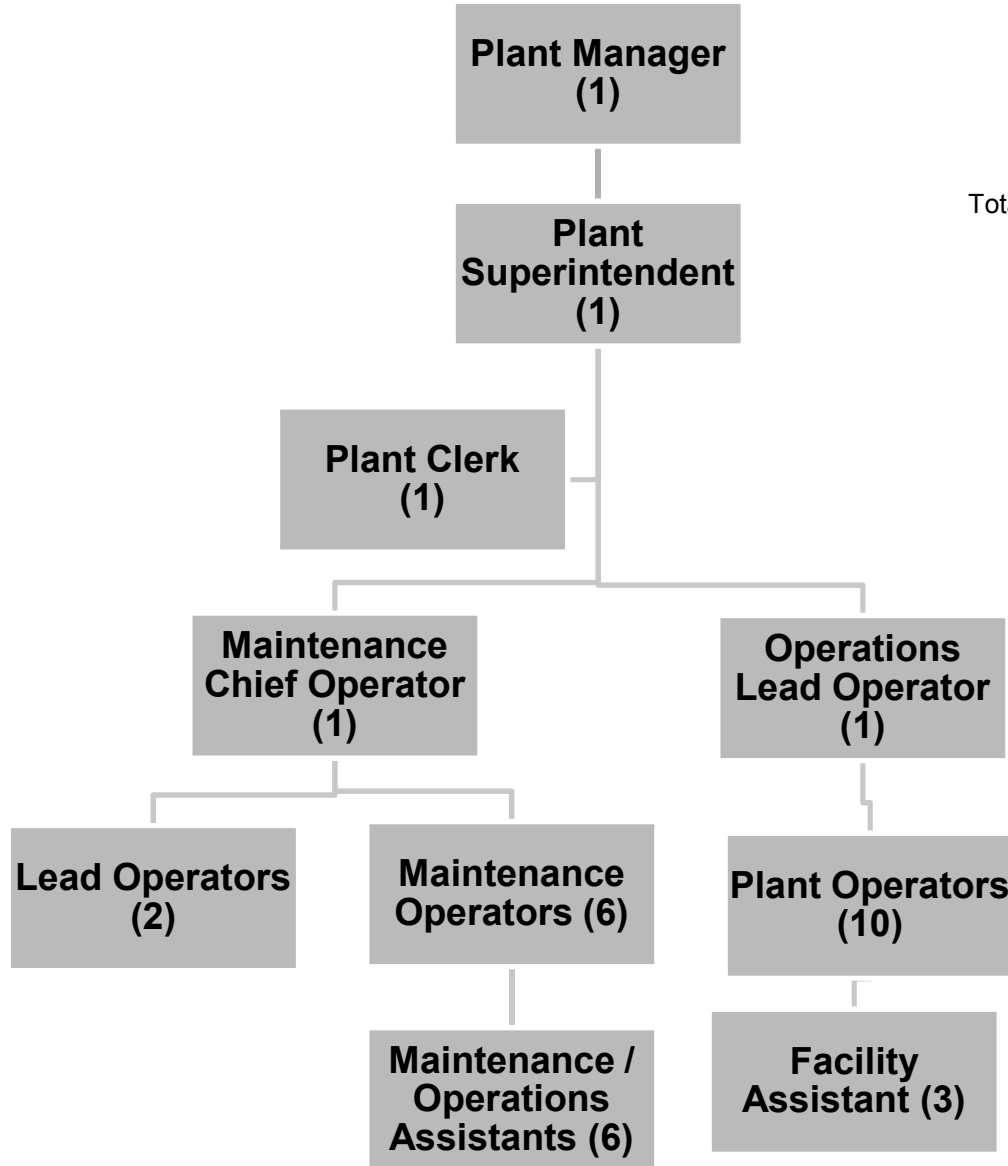 Plant Manager
(1)
Plant
Superintendent
(1)
Plant Clerk
(1)
Maintenance
Chief Operator
(1)
Operations
Lead Operator
(1)
Lead Operators
(2)
Maintenance
Operators (6)
Plant Operators
(10)
Maintenance /
Operations
Assistants (6)
Facility
Assistant (3)